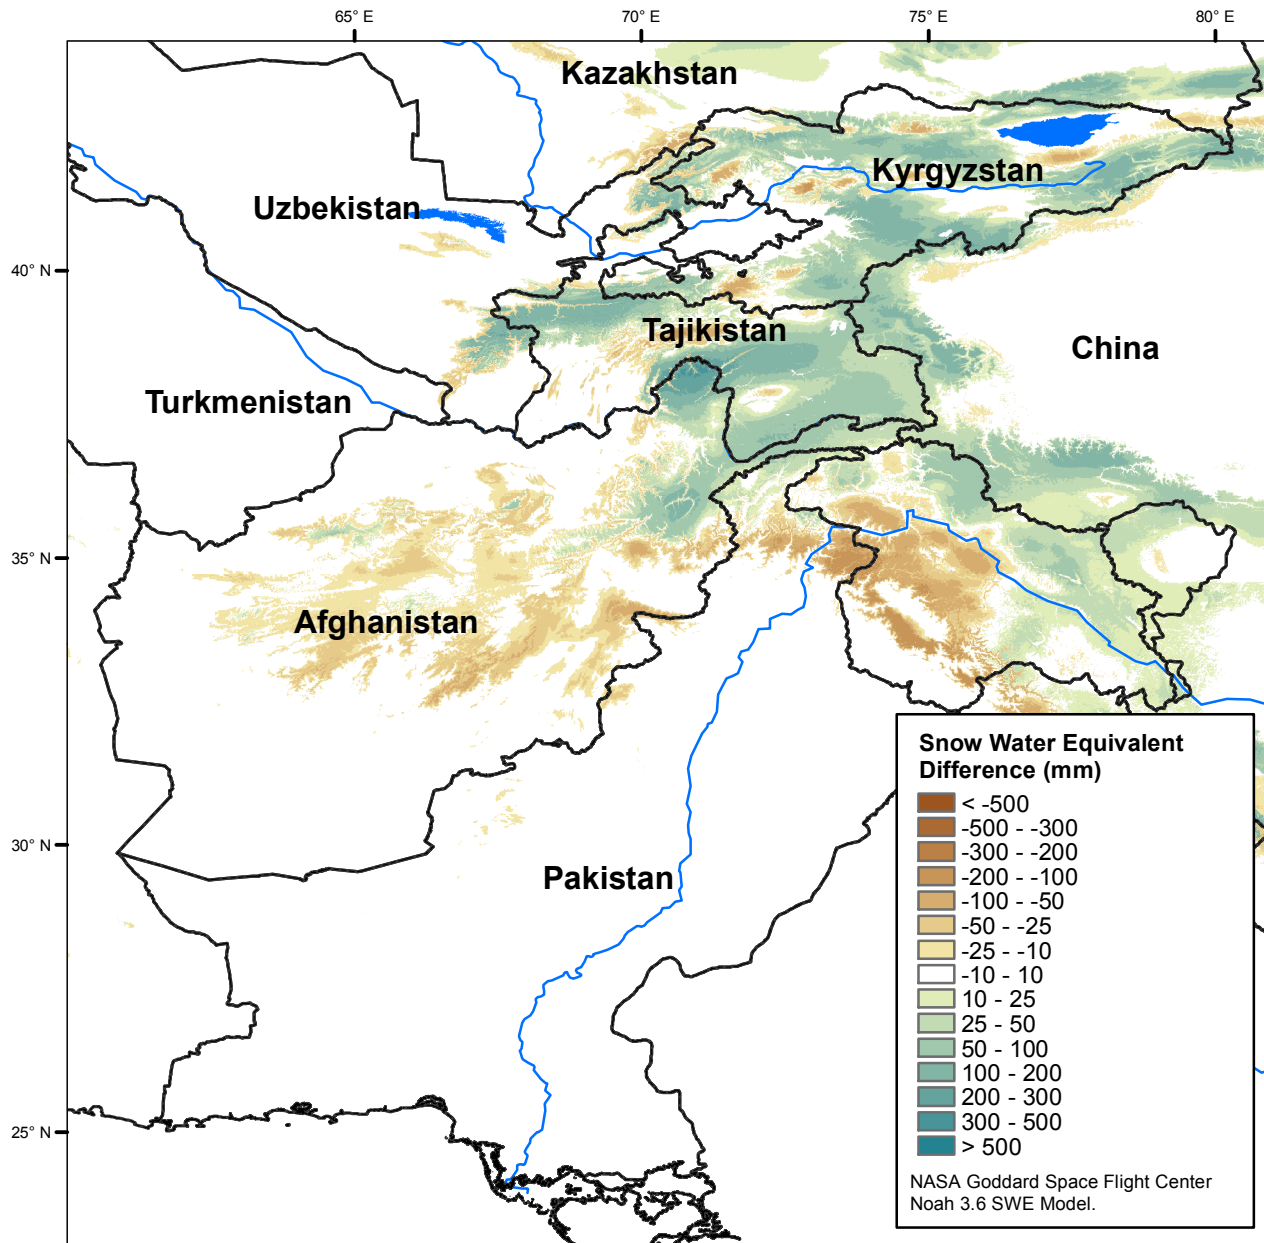 65° E
70° E
75° E
80° E
Kazakhstan
Kyrgyzstan
Uzbekistan
40° N
Tajikistan
China
Turkmenistan
35° N
Afghanistan
Snow Water Equivalent
Difference (mm)
< -500
-500 - -300
-300 - -200
-200 - -100
-100 - -50
-50 - -25
-25 - -10
-10 - 10
10 - 25
25 - 50
50 - 100
100 - 200
200 - 300
300 - 500
> 500
NASA Goddard Space Flight Center
Noah 3.6 SWE Model.
30° N
Pakistan
25° N